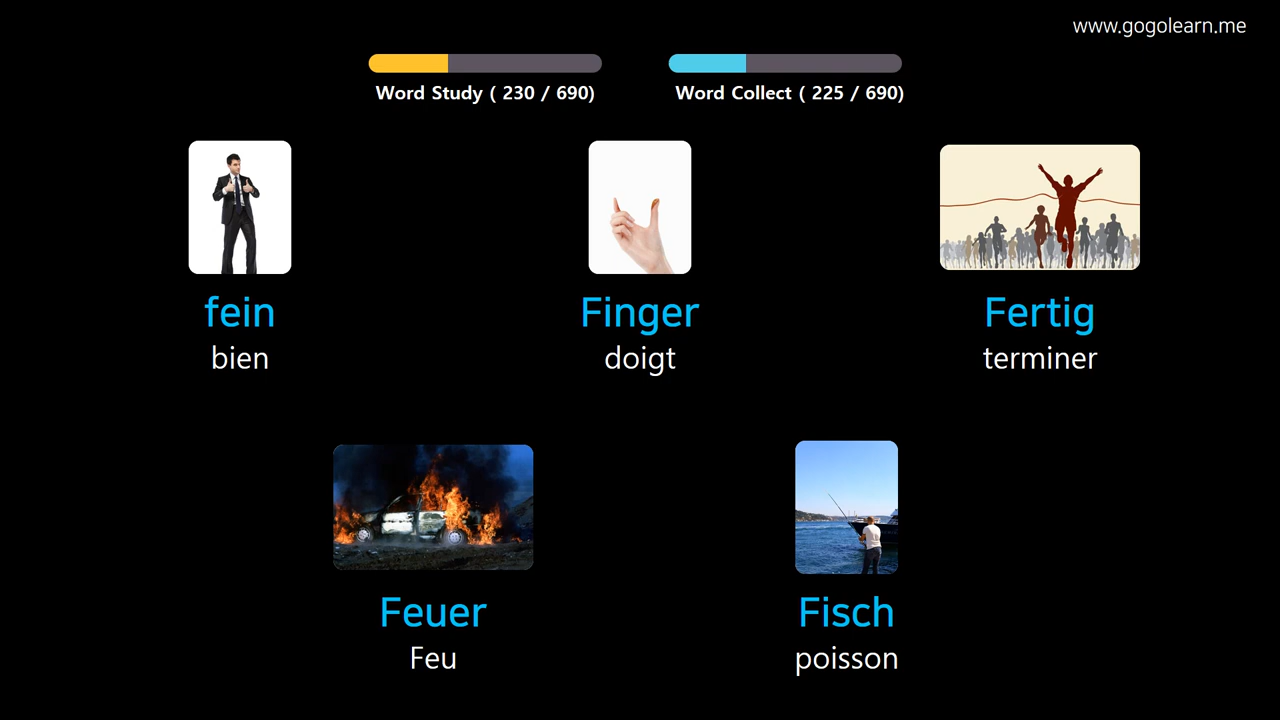 www.gogolearn.me
Word Study ( 230 / 690)
Word Collect ( 225 / 690)
fein
bien
Finger
doigt
Fertig
terminer
Feuer
Feu
Fisch
poisson